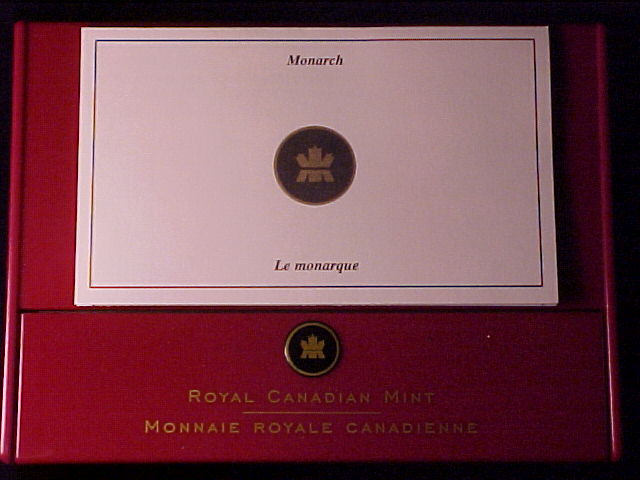 Monarch
Le monarque
ROYAL CANADIAN MINT
MONNAIE ROYALE CANADIENNE